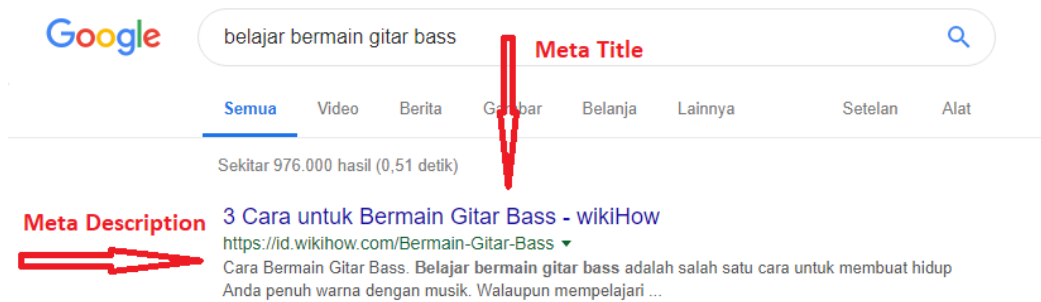 Google
belajar bermain gitar bass
Meta Title
Semua Video Berita Gambar Belanja Lainnya Setelan Alat
Sekitar 976.000 hasil (0,51 detik)
Meta Description
3 Cara untuk Bermain Gitar Bass - wikiHow
https://id.wikihow.com/Bermain-Gitar-Bass
Cara Bermain Gitar Bass. Belajar bermain gitar bass adalah salah satu cara untuk membuat hidup
Anda penuh warna dengan musik. Walaupun mempelajari ...